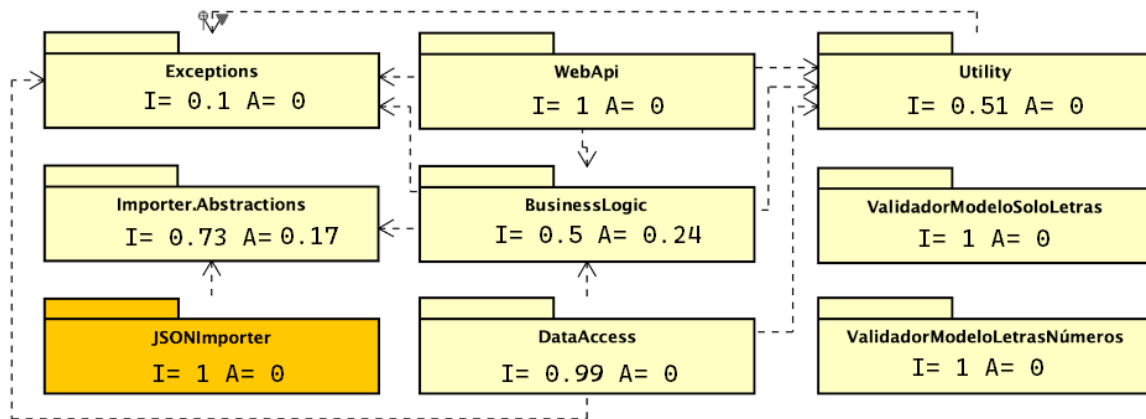 Exceptions
I= 0.1 A= 0
WebApi
I= 1 A= 0
Utility
I= 0.51 A= 0
Importer.Abstractions
I= 0.73 A= 0.17
BusinessLogic
I= 0.5 A= 0.24
ValidadorModeloSoloLetras
I= 1 A= 0
JSONImporter
I= 1 A= 0
DataAccess
I= 0.99 A= 0
ValidadorModeloLetrasNúmeros
I= 1 A= 0